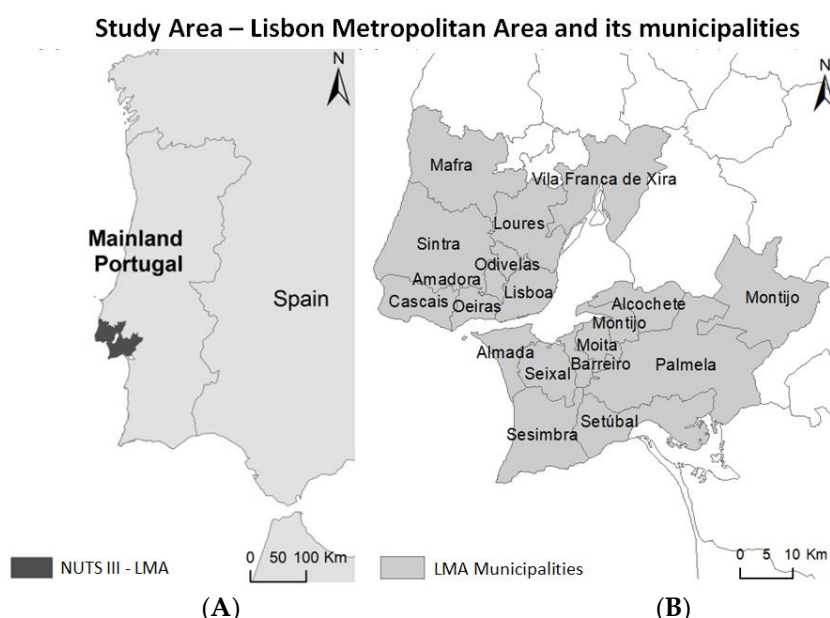 Study Area – Lisbon Metropolitan Area and its municipalities
N
Mainland
Portugal
Spain
NUTS III - LMA
0 50 100 Km
(A)
N
Mafra
Vila Franca de Xira
Loures
Sintra
Odivelas
Amadora
Cascais
Oeiras
Lisboa
Alcochete
Montijo
Montijo
Almada
Moita
Barreiro
Seixal
Palmela
Sesimbra
Setúbal
LMA Municipalities
0 5 10 Km
(B)